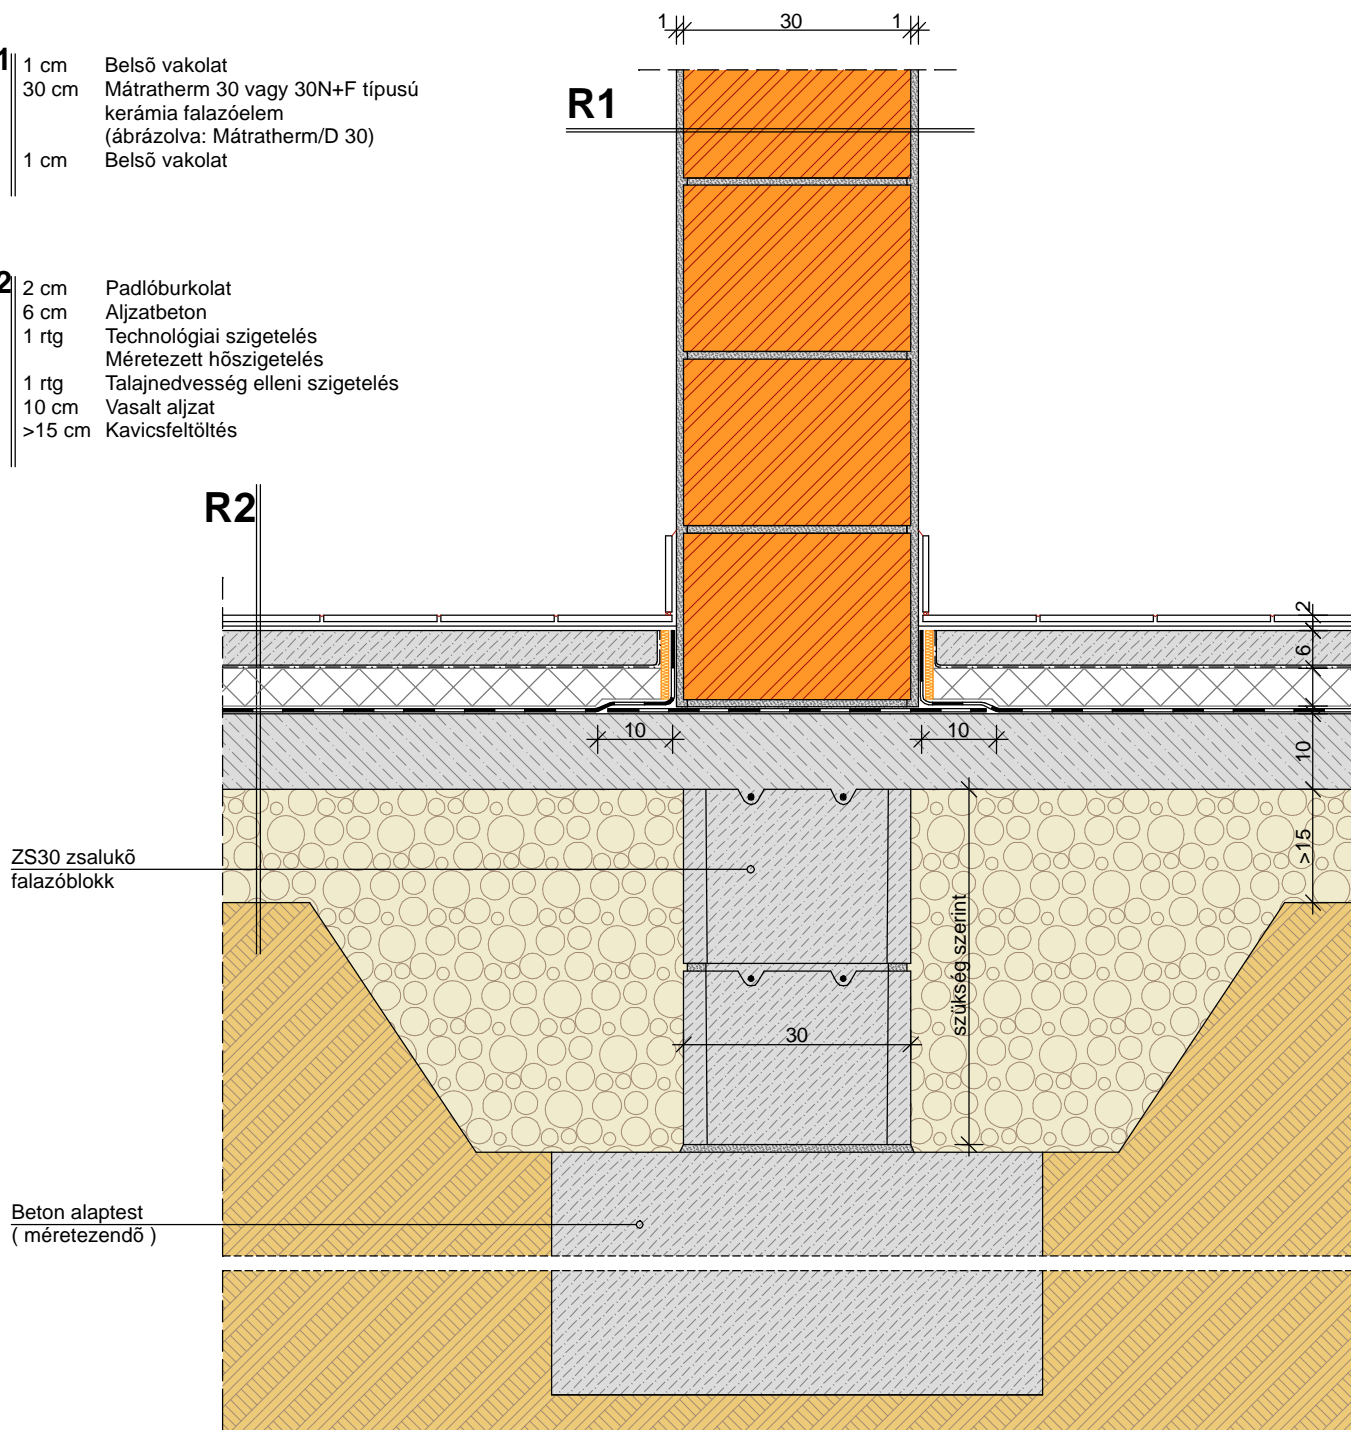 1 30 1
1
1 cm Belsõ vakolat
30 cm Mátratherm 30 vagy 30N+F típusú
kerámia falazóelem
(ábrázolva: Mátratherm/D 30)
1 cm Belsõ vakolat
R1
2
2 cm Padlóburkolat
6 cm Aljzatbeton
1 rtg Technológiai szigetelés
Méretezett hõszigetelés
1 rtg Talajnedvesség elleni szigetelés
10 cm Vasalt aljzat
>15 cm Kavicsfeltöltés
R2
2
6
10
10
10
>15
ZS30 zsalukõ
falazóblokk
szükség szerint
30
Beton alaptest
( méretezendõ )